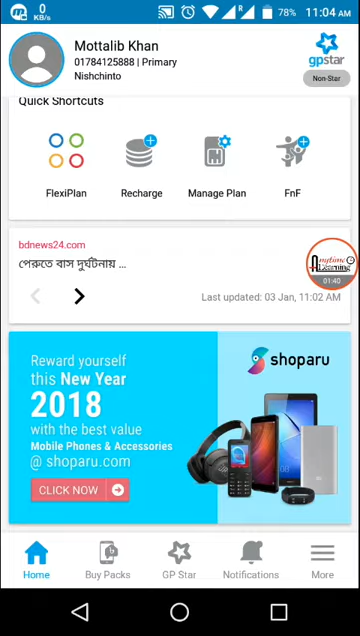 0
KB/s
R
78%
11:04 AM
Mottalib Khan
01784125888 | Primary
Nishchinto
gpstar
Non-Star
Quick Shortcuts
FlexiPlan
Recharge
Manage Plan
FnF
bdnews24.com
পেরুতে বাস দুর্ঘটনায় ...
Anytime
Learning
01:40
Last updated: 03 Jan, 11:02 AM
Reward yourself
this New Year
2018
with the best value
Mobile Phones & Accessories
@ shoparu.com
CLICK NOW
shoparu
Home
Buy Packs
GP Star
Notifications
More